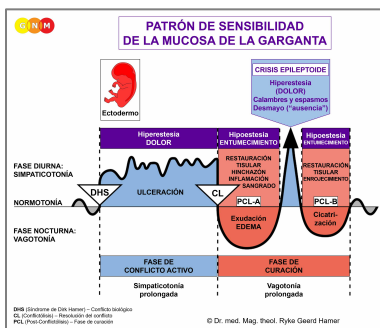 GNM
PATRÓN DE SENSIBILIDAD
DE LA MUCOSA DE LA GARGANTA
Ectodermo
CRISIS EPILEPTOIDE
Hiperestesia
(DOLOR)
Calambres y espasmos
Desmayo ("ausencia")
Hiperestesia
DOLOR
Hipoestesia
ENTUMECIMIENTO
Hipoestesia
ENTUMECIMIENTO
FASE DIURNA:
SIMPATICOTONÍA
RESTAURACIÓN
TISULAR
HINCHAZÓN
INFLAMACIÓN
SANGRADO
RESTAURACIÓN
TISULAR
ENROJECIMIENTO
DHS
ULCERACIÓN
CL
NORMOTONÍA
PCL-A
PCL-B
FASE NOCTURNA:
VAGOTONÍA
Exudación
EDEMA
Cicatri-
zación
FASE DE
CONFLICTO ACTIVO
FASE DE
CURACIÓN
Simpaticotonía
prolongada
Vagotonía
prolongada
DHS (Síndrome de Dirk Hamer) – Conflicto biológico
CL (Conflictólisis) – Resolución del conflicto
PCL (Post-Conflictólisis) – Fase de curación
© Dr. med. Mag. theol. Ryke Geerd Hamer